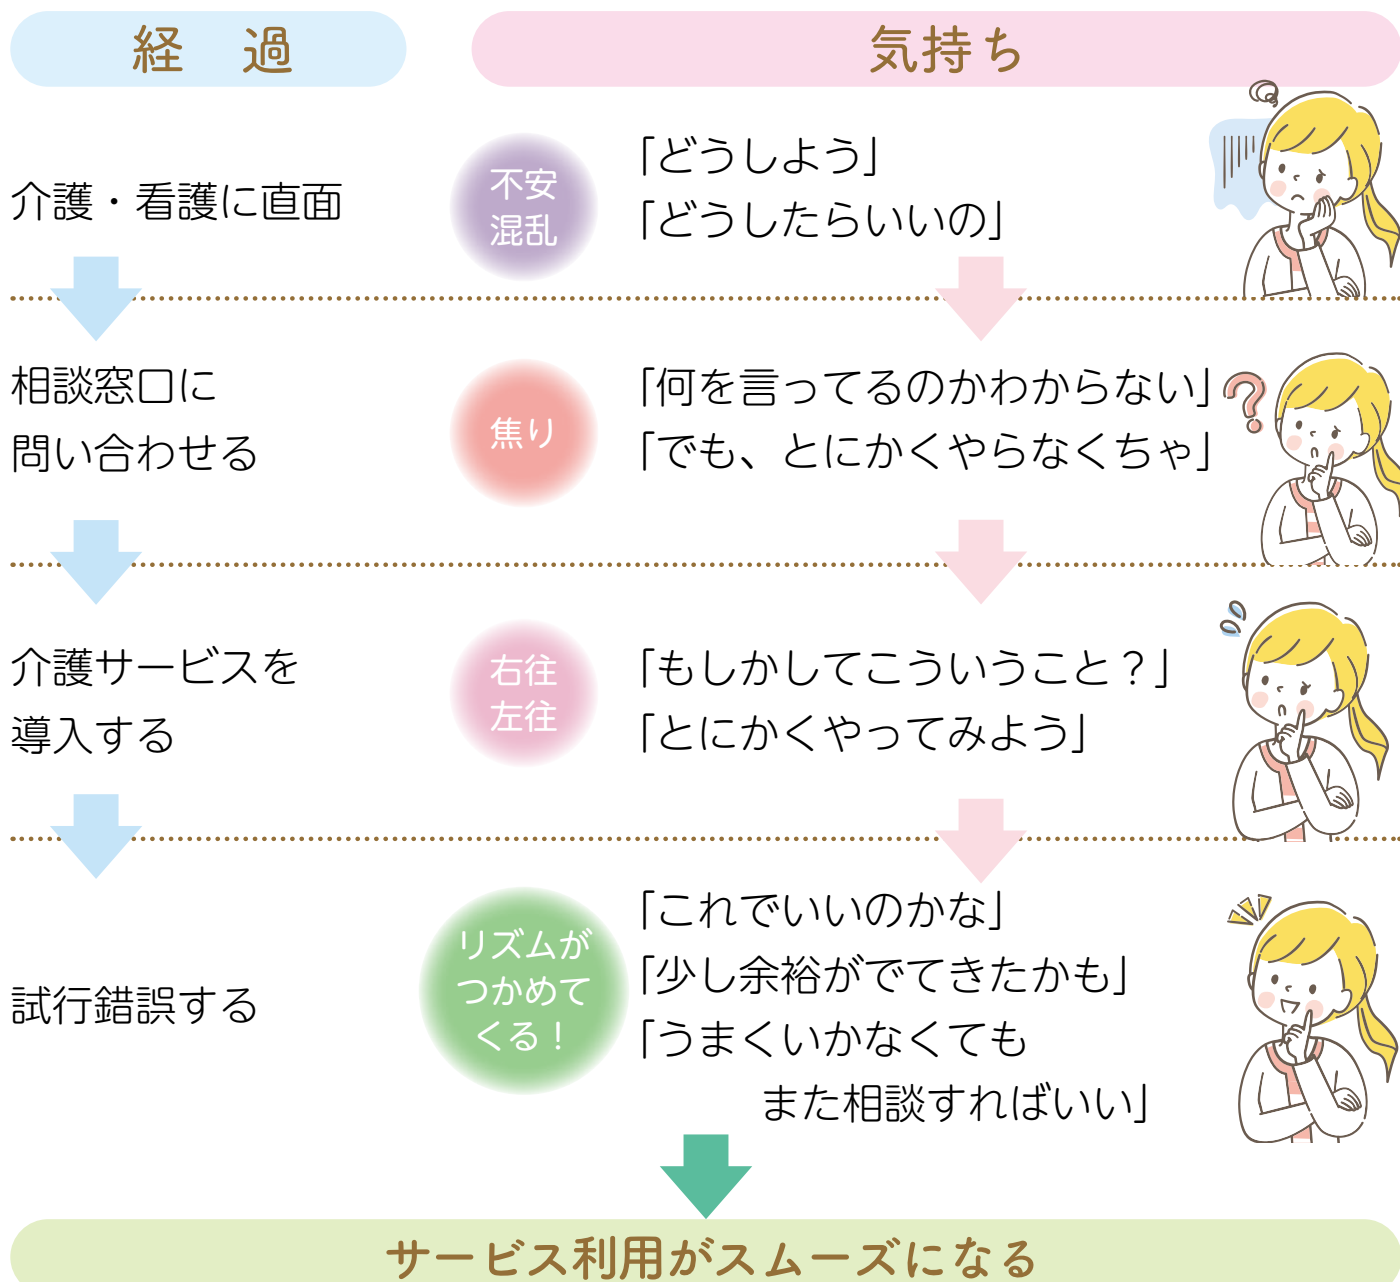 経　過
気持ち
介護・看護に直面
不安
混乱
「どうしよう」
「どうしたらいいの」
相談窓口に
問い合わせる
焦り
「何を言ってるのかわからない」
「でも、とにかくやらなくちゃ」
介護サービスを
導入する
右往
左往
「もしかしてこういうこと？」
「とにかくやってみよう」
試行錯誤する
リズムが
つかめて
くる！
「これでいいのかな」
「少し余裕がでてきたかも」
「うまくいかなくても
また相談すればいい」
サービス利用がスムーズになる